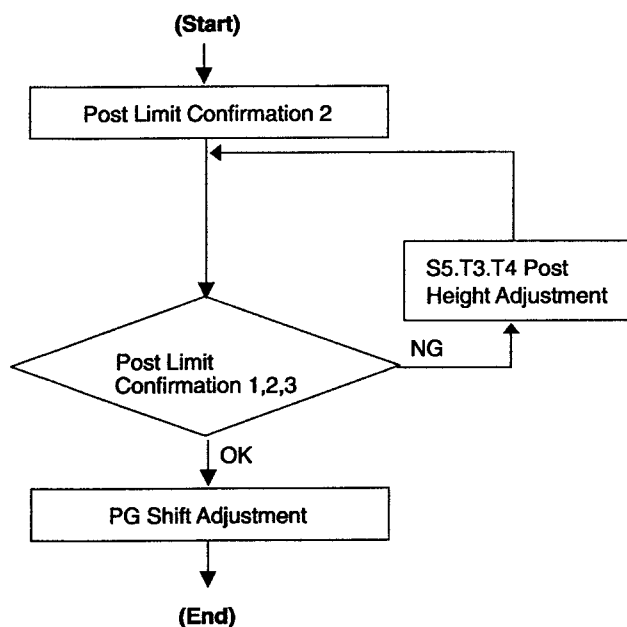 (Start)
Post Limit Confirmation 2
S5.T3.T4 Post
Height Adjustment
NG
Post Limit
Confirmation 1,2,3
OK
PG Shift Adjustment
(End)